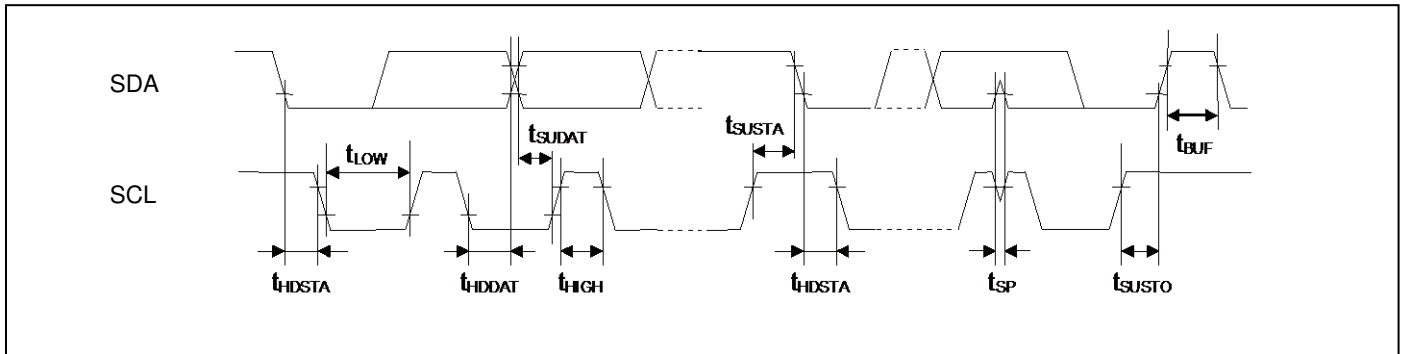 SDA
tSUDAT
tSUSTA
tBUF
tLOW
SCL
tHDSTA
tHDDAT
tHIGH
tHDSTA
tSP
tSUSTO